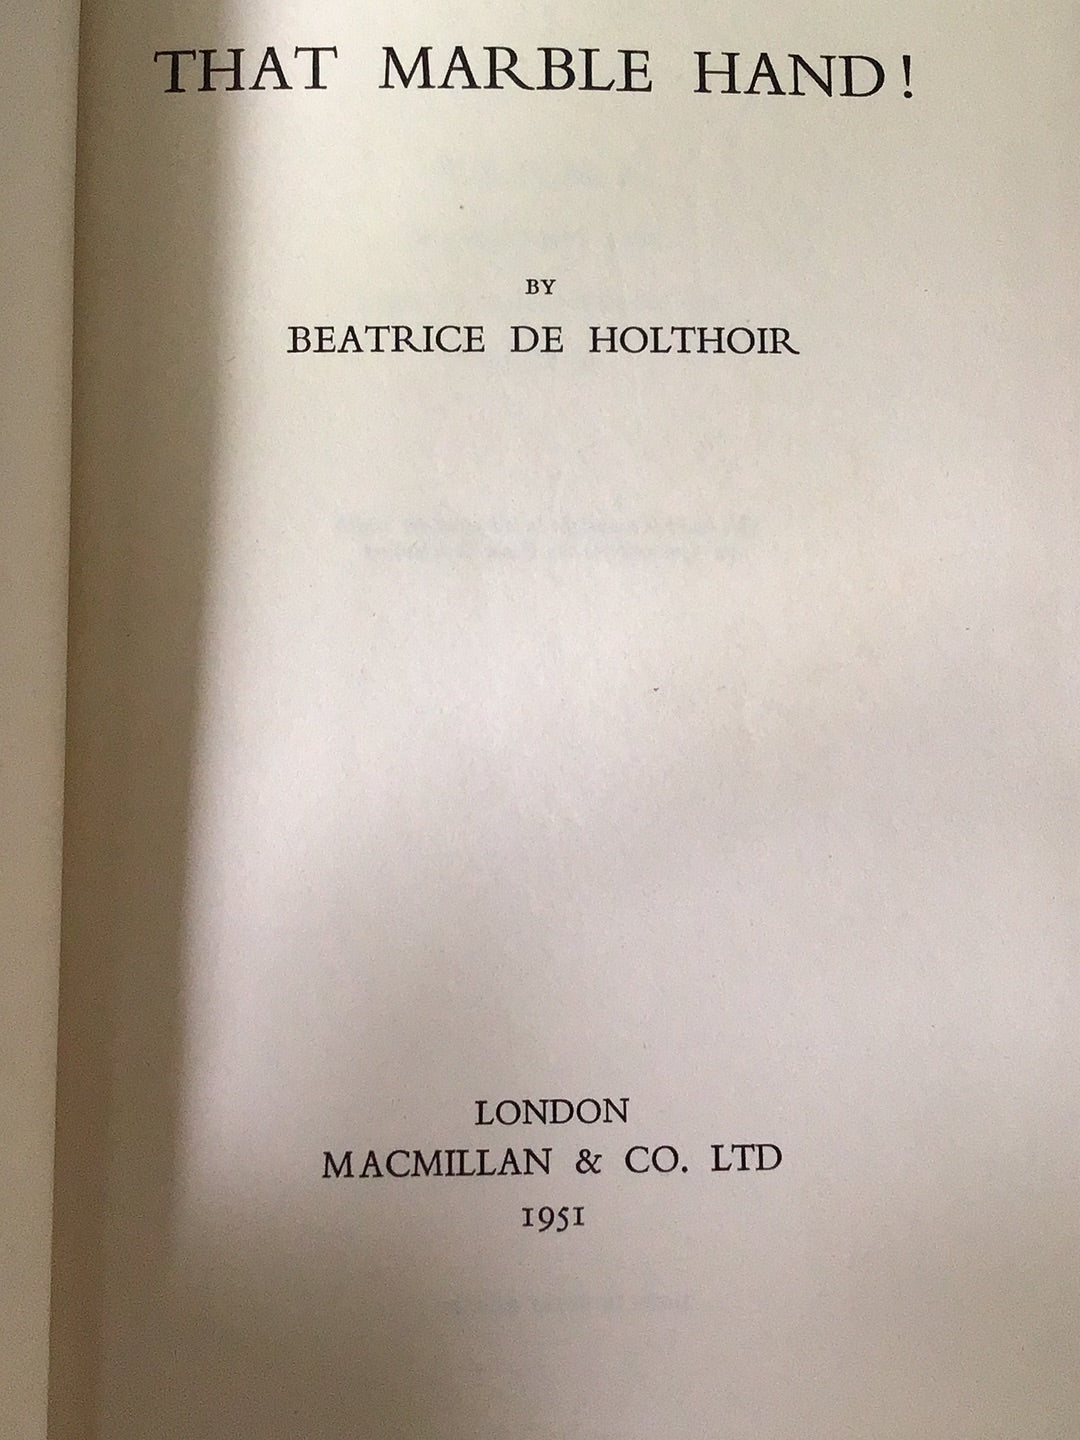 THAT MARBLE HAND!
BY
BEATRICE DE HOLTHOIR
LONDON
MACMILLAN & CO. LTD
1951